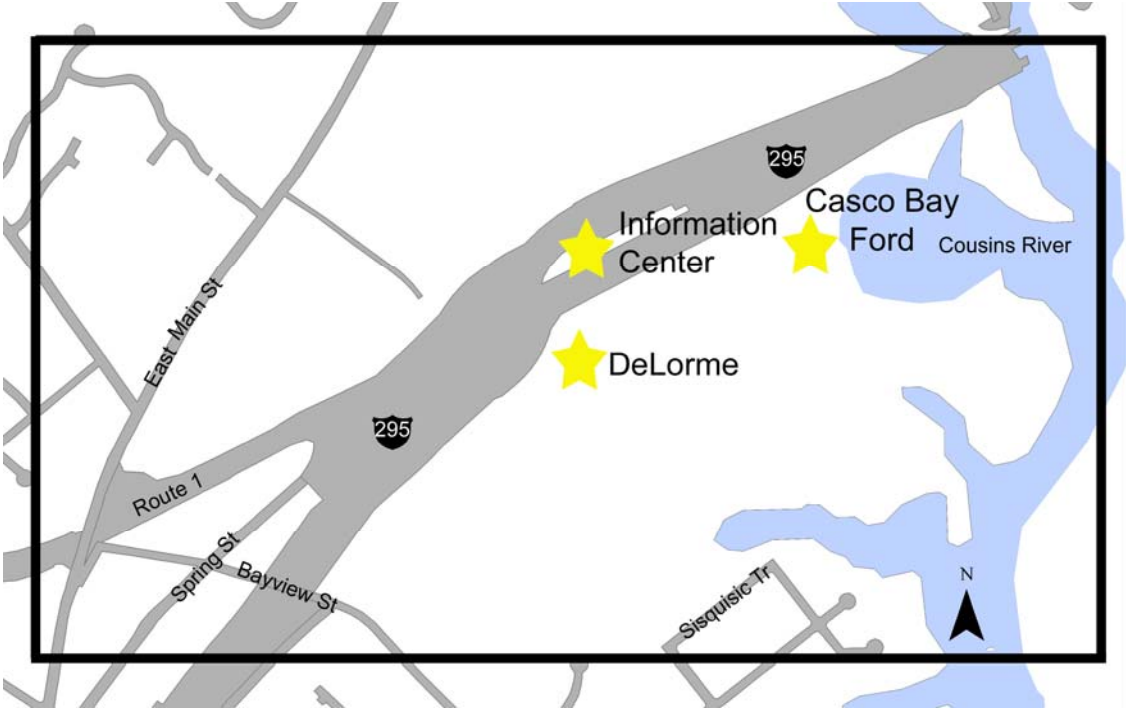 295
Casco Bay
Ford
Information
Center
Cousins River
East Main St
DeLorme
295
Route 1
Spring St
Bayview St
Sisquisic Tr
N